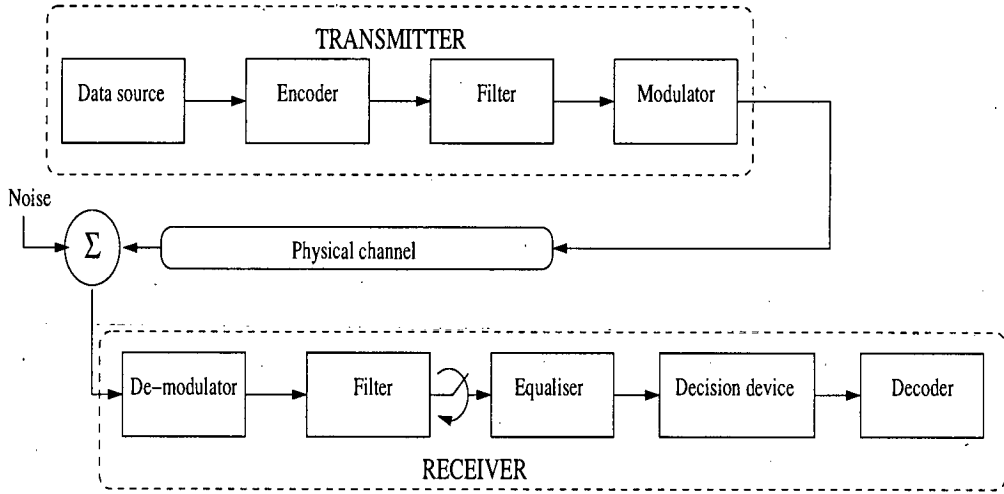 TRANSMITTER
Data source
Encoder
Filter
Modulator
Noise
Σ
Physical channel
De-modulator
Filter
Equaliser
Decision device
Decoder
RECEIVER